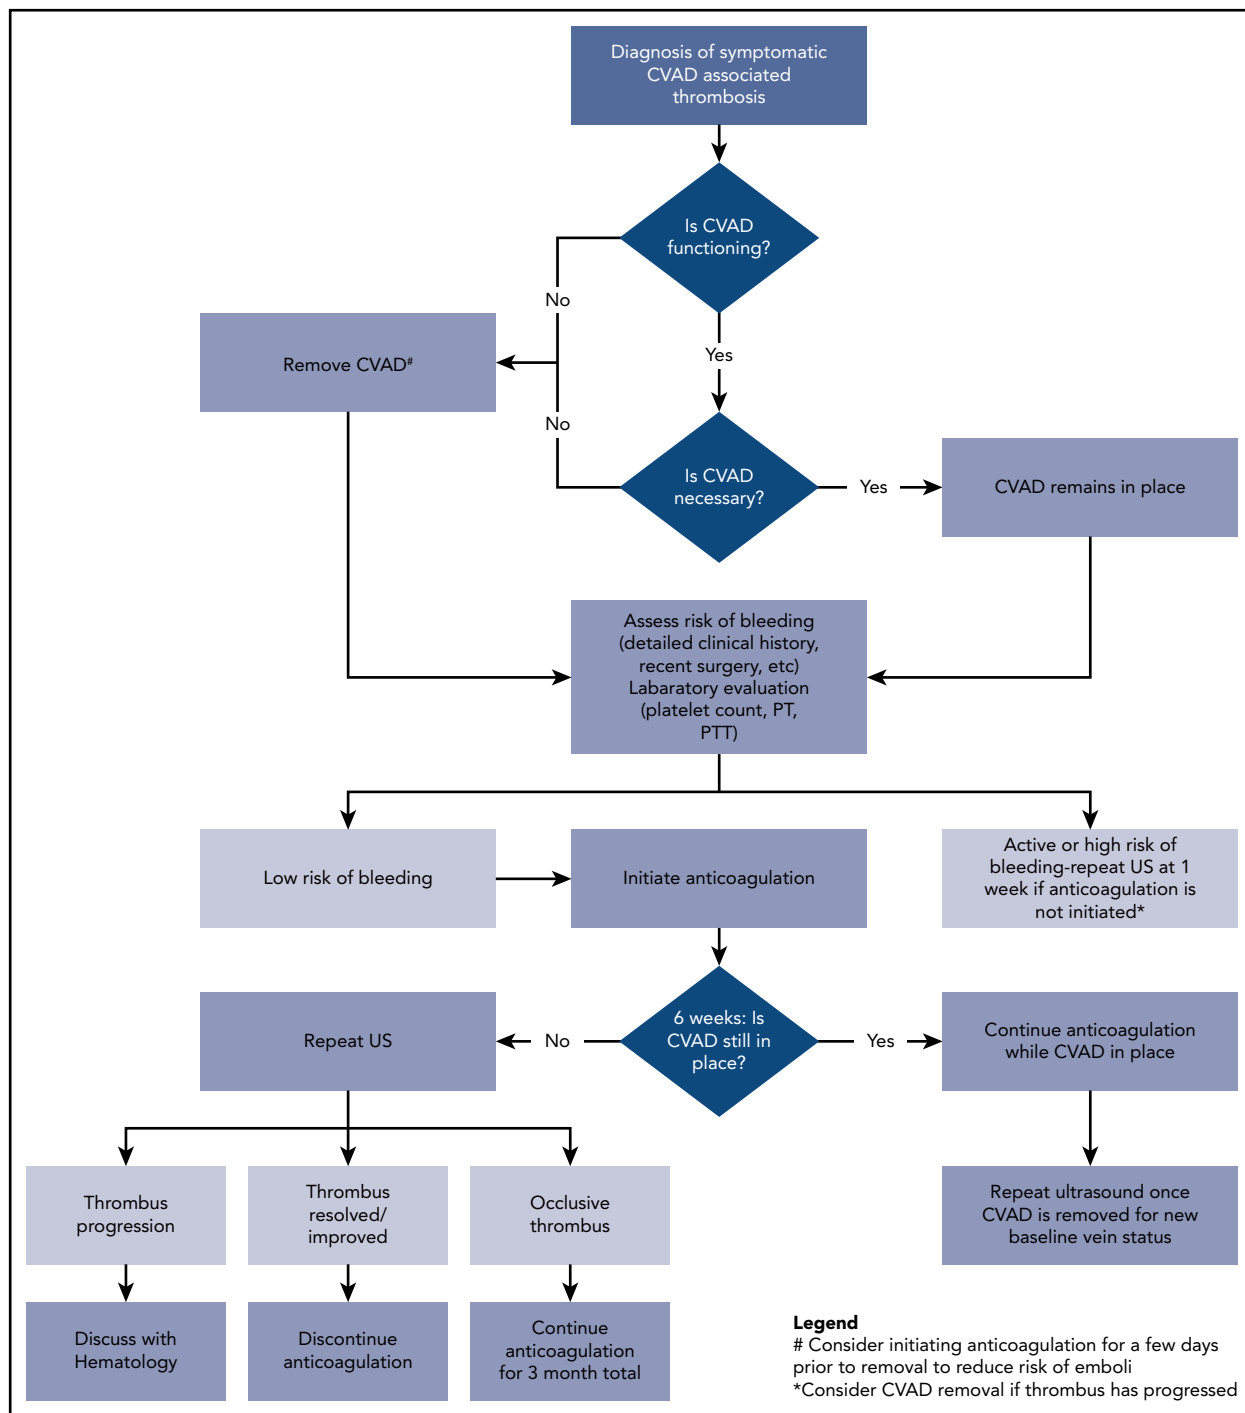 Diagnosis of symptomatic
CVAD associated
thrombosis
Is CVAD
functioning?
No
Yes
Remove CVAD#
No
Is CVAD
necessary?
Yes
CVAD remains in place
Assess risk of bleeding
(detailed clinical history,
recent surgery, etc)
Labaratory evaluation
(platelet count, PT,
PTT)
Low risk of bleeding
Initiate anticoagulation
Active or high risk of
bleeding-repeat US at 1
week if anticoagulation is
not initiated*
Repeat US
No
6 weeks: Is
CVAD still in
place?
Yes
Continue anticoagulation
while CVAD in place
Thrombus
progression
Thrombus
resolved/
improved
Occlusive
thrombus
Repeat ultrasound once
CVAD is removed for new
baseline vein status
Discuss with
Hematology
Discontinue
anticoagulation
Continue
anticoagulation
for 3 month total
Legend
# Consider initiating anticoagulation for a few days
prior to removal to reduce risk of emboli
*Consider CVAD removal if thrombus has progressed